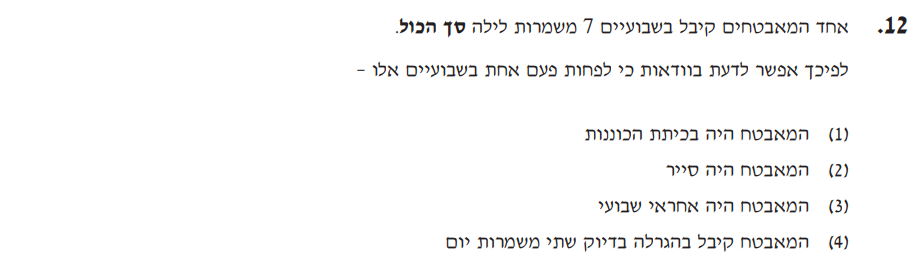 12. אחד המאבטחים קיבל בשבועיים 7 משמרות לילה סך הכול.
לפיכך אפשר לדעת בוודאות כי לפחות פעם אחת בשבועיים אלו -
(1) המאבטח היה בכיתת הכוננות
(2) המאבטח היה סייר
(3) המאבטח היה אחראי שבועי
(4) המאבטח קיבל בהגרלה בדיוק שתי משמרות יום